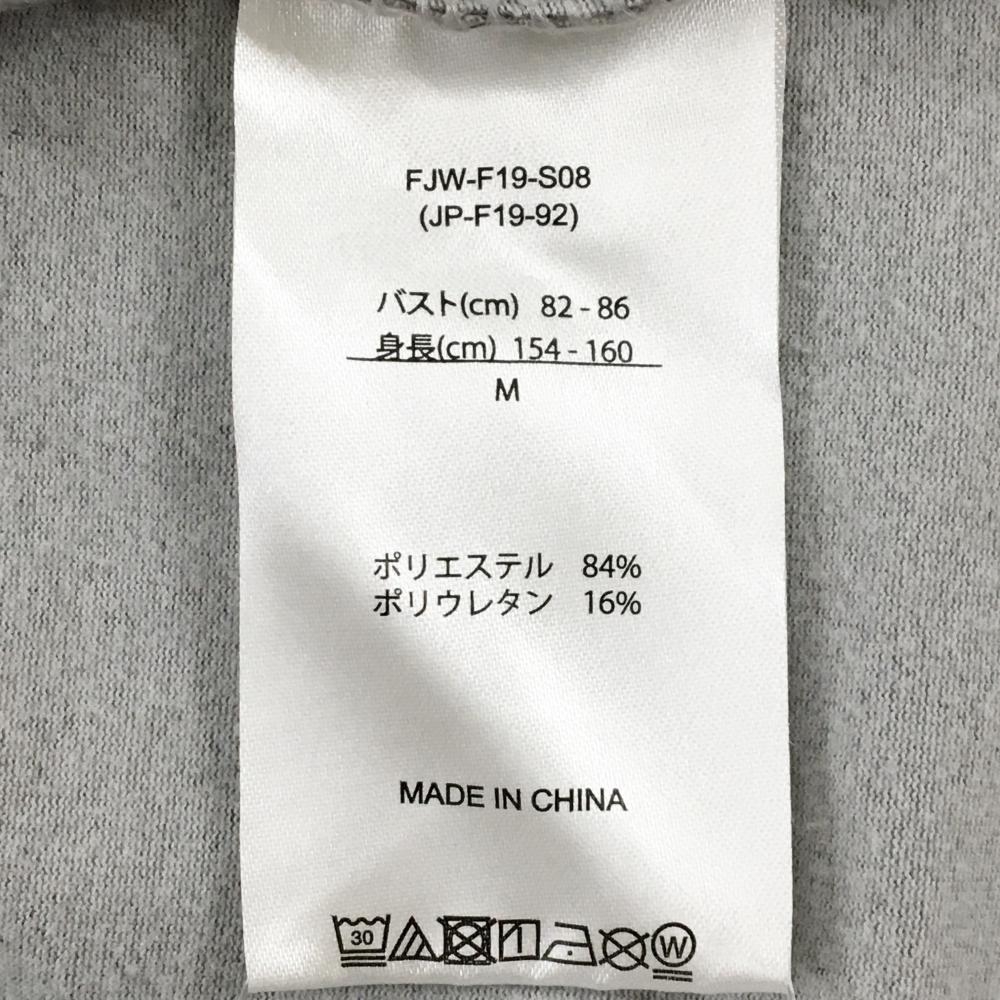 FJW-F19-S08
(JP-F19-92)
バスト(cm) 82 - 86
身長(cm) 154 - 160
M
ポリエステル 84%
ポリウレタン 16%
MADE IN CHINA
30 W